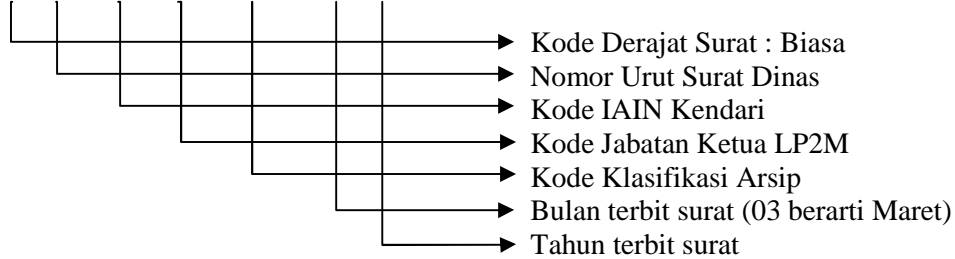 Kode Derajat Surat : Biasa
Nomor Urut Surat Dinas
Kode IAIN Kendari
Kode Jabatan Ketua LP2M
Kode Klasifikasi Arsip
Bulan terbit surat (03 berarti Maret)
Tahun terbit surat